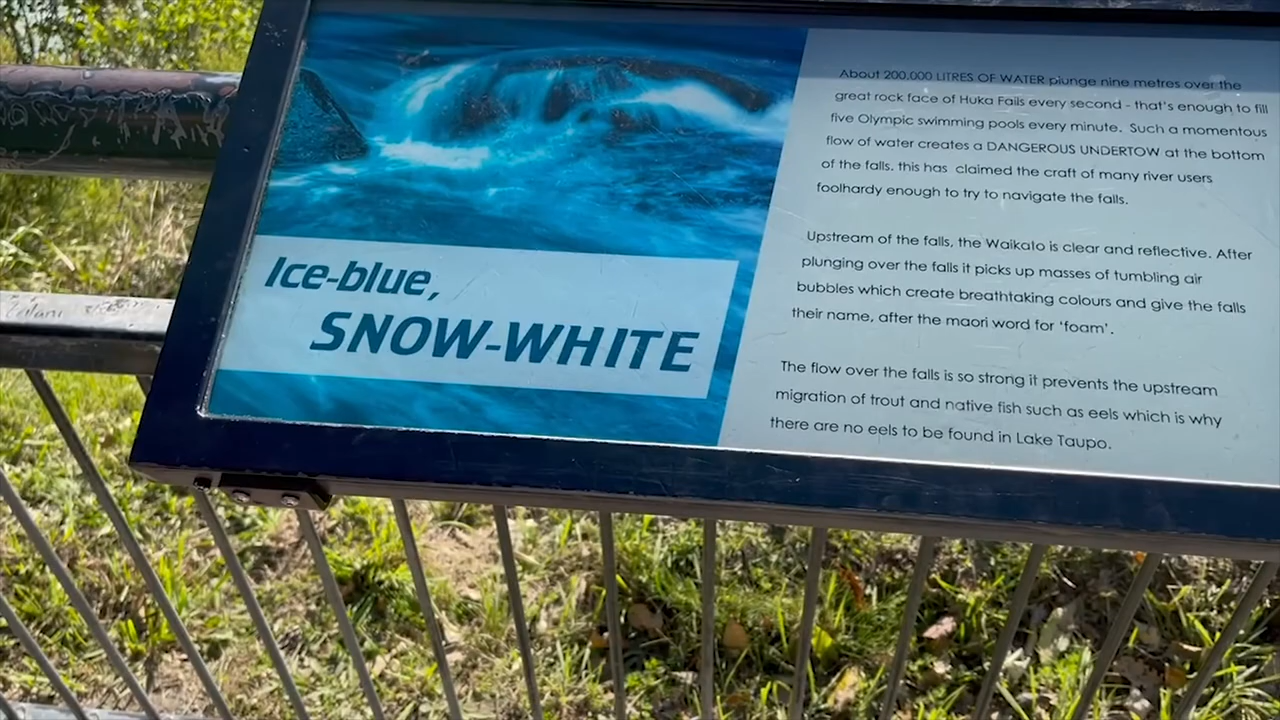 Ice-blue,
SNOW-WHITE
About 200,000 LITRES OF WATER plunge nine metres over the
great rock face of Huka Falls every second - that's enough to fill
five Olympic swimming pools every minute. Such a momentous
flow of water creates a DANGEROUS UNDERTOW at the bottom
of the falls. this has claimed the craft of many river users
foolhardy enough to try to navigate the falls.
Upstream of the falls, the Waikato is clear and reflective. After
plunging over the falls it picks up masses of tumbling air
bubbles which create breathtaking colours and give the falls
their name, after the maori word for 'foam'.
The flow over the falls is so strong it prevents the upstream
migration of trout and native fish such as eels which is why
there are no eels to be found in Lake Taupo.